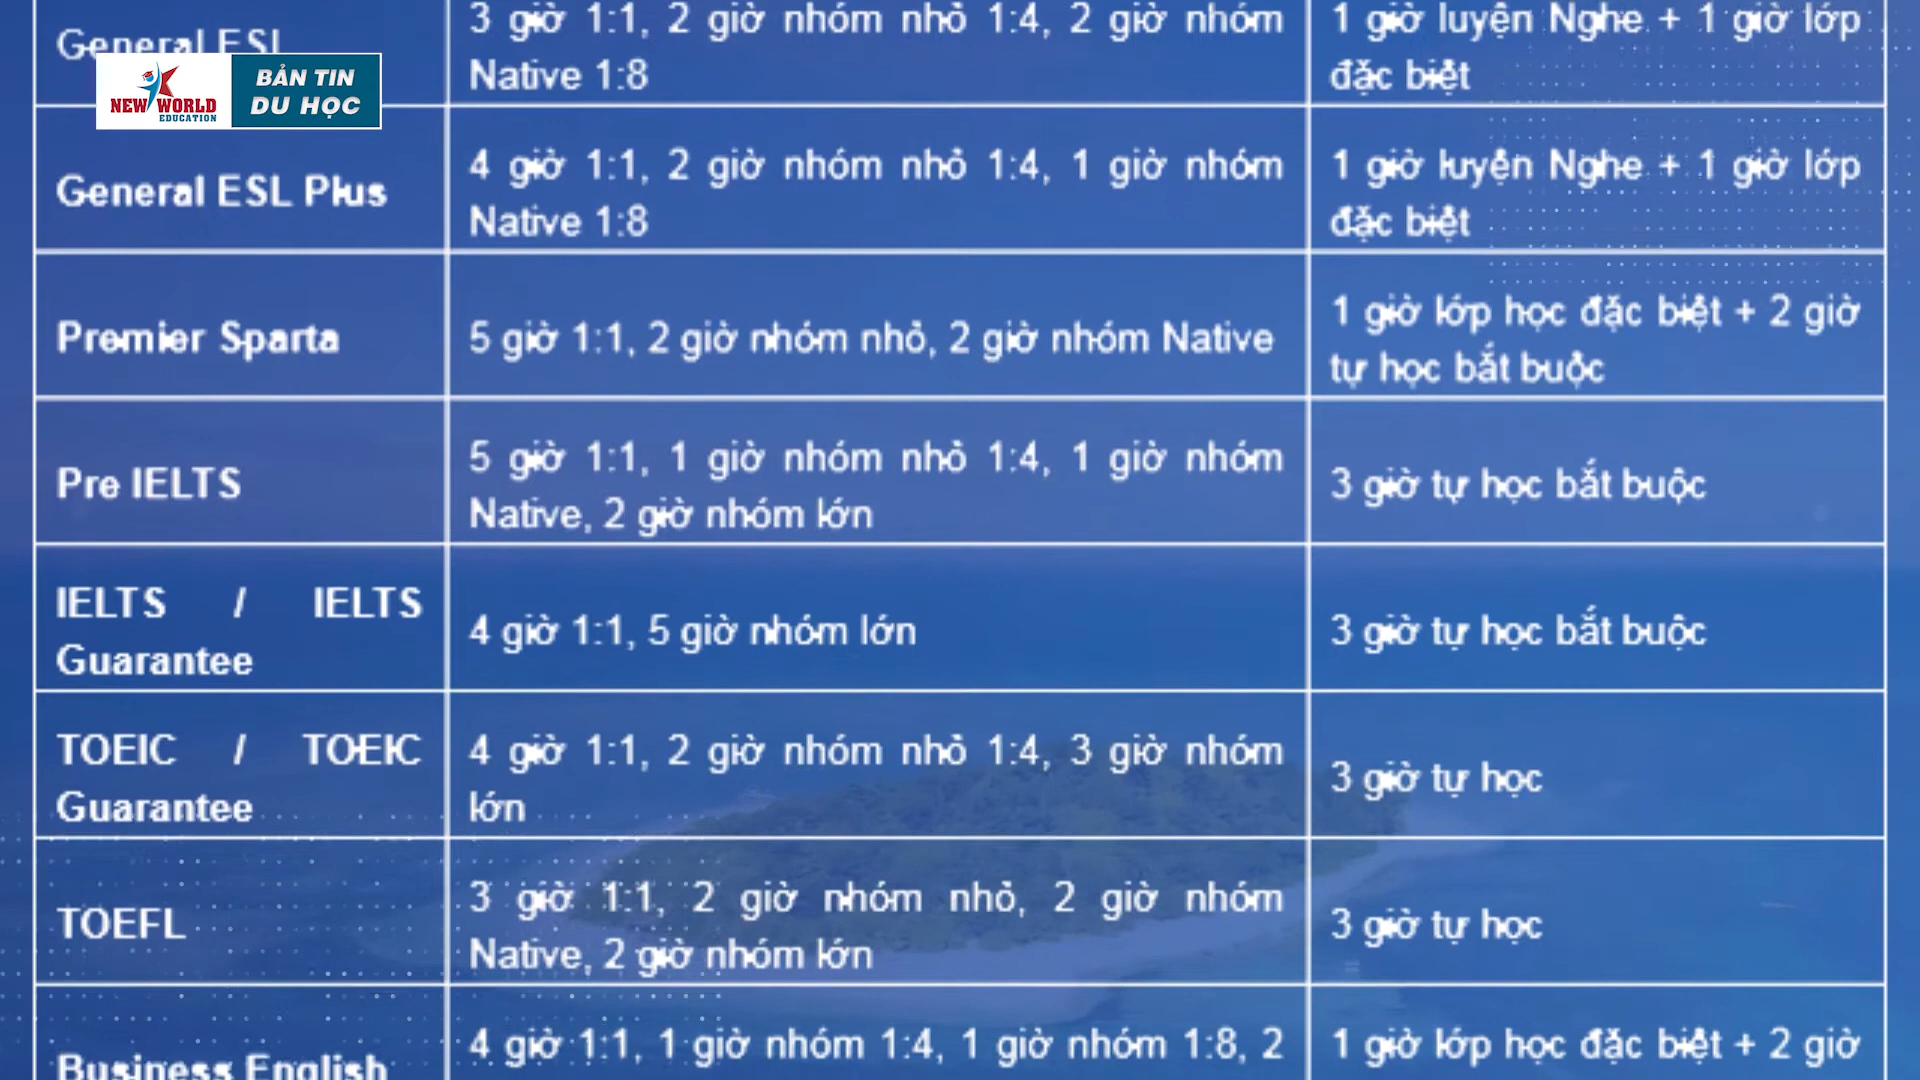 General ESL
3 giờ 1:1, 2 giờ nhóm nhỏ 1:4, 2 giờ nhóm
Native 1:8
1 giờ luyện Nghe + 1 giờ lớp
đặc biệt
NEW WORLD
EDUCATION
BẢN TIN
DU HỌC
General ESL Plus
4 giờ 1:1, 2 giờ nhóm nhỏ 1:4, 1 giờ nhóm
Native 1:8
1 giờ luyện Nghe + 1 giờ lớp
đặc biệt
Premier Sparta
5 giờ 1:1, 2 giờ nhóm nhỏ, 2 giờ nhóm Native
1 giờ lớp học đặc biệt + 2 giờ
tự học bắt buộc
Pre IELTS
5 giờ 1:1, 1 giờ nhóm nhỏ 1:4, 1 giờ nhóm
Native, 2 giờ nhóm lớn
3 giờ tự học bắt buộc
IELTS / IELTS
Guarantee
4 giờ 1:1, 5 giờ nhóm lớn
3 giờ tự học bắt buộc
TOEIC / TOEIC
Guarantee
4 giờ 1:1, 2 giờ nhóm nhỏ 1:4, 3 giờ nhóm
lớn
3 giờ tự học
TOEFL
3 giờ 1:1, 2 giờ nhóm nhỏ, 2 giờ nhóm
Native, 2 giờ nhóm lớn
3 giờ tự học
Business English
4 giờ 1:1, 1 giờ nhóm 1:4, 1 giờ nhóm 1:8, 2
1 giờ lớp học đặc biệt + 2 giờ